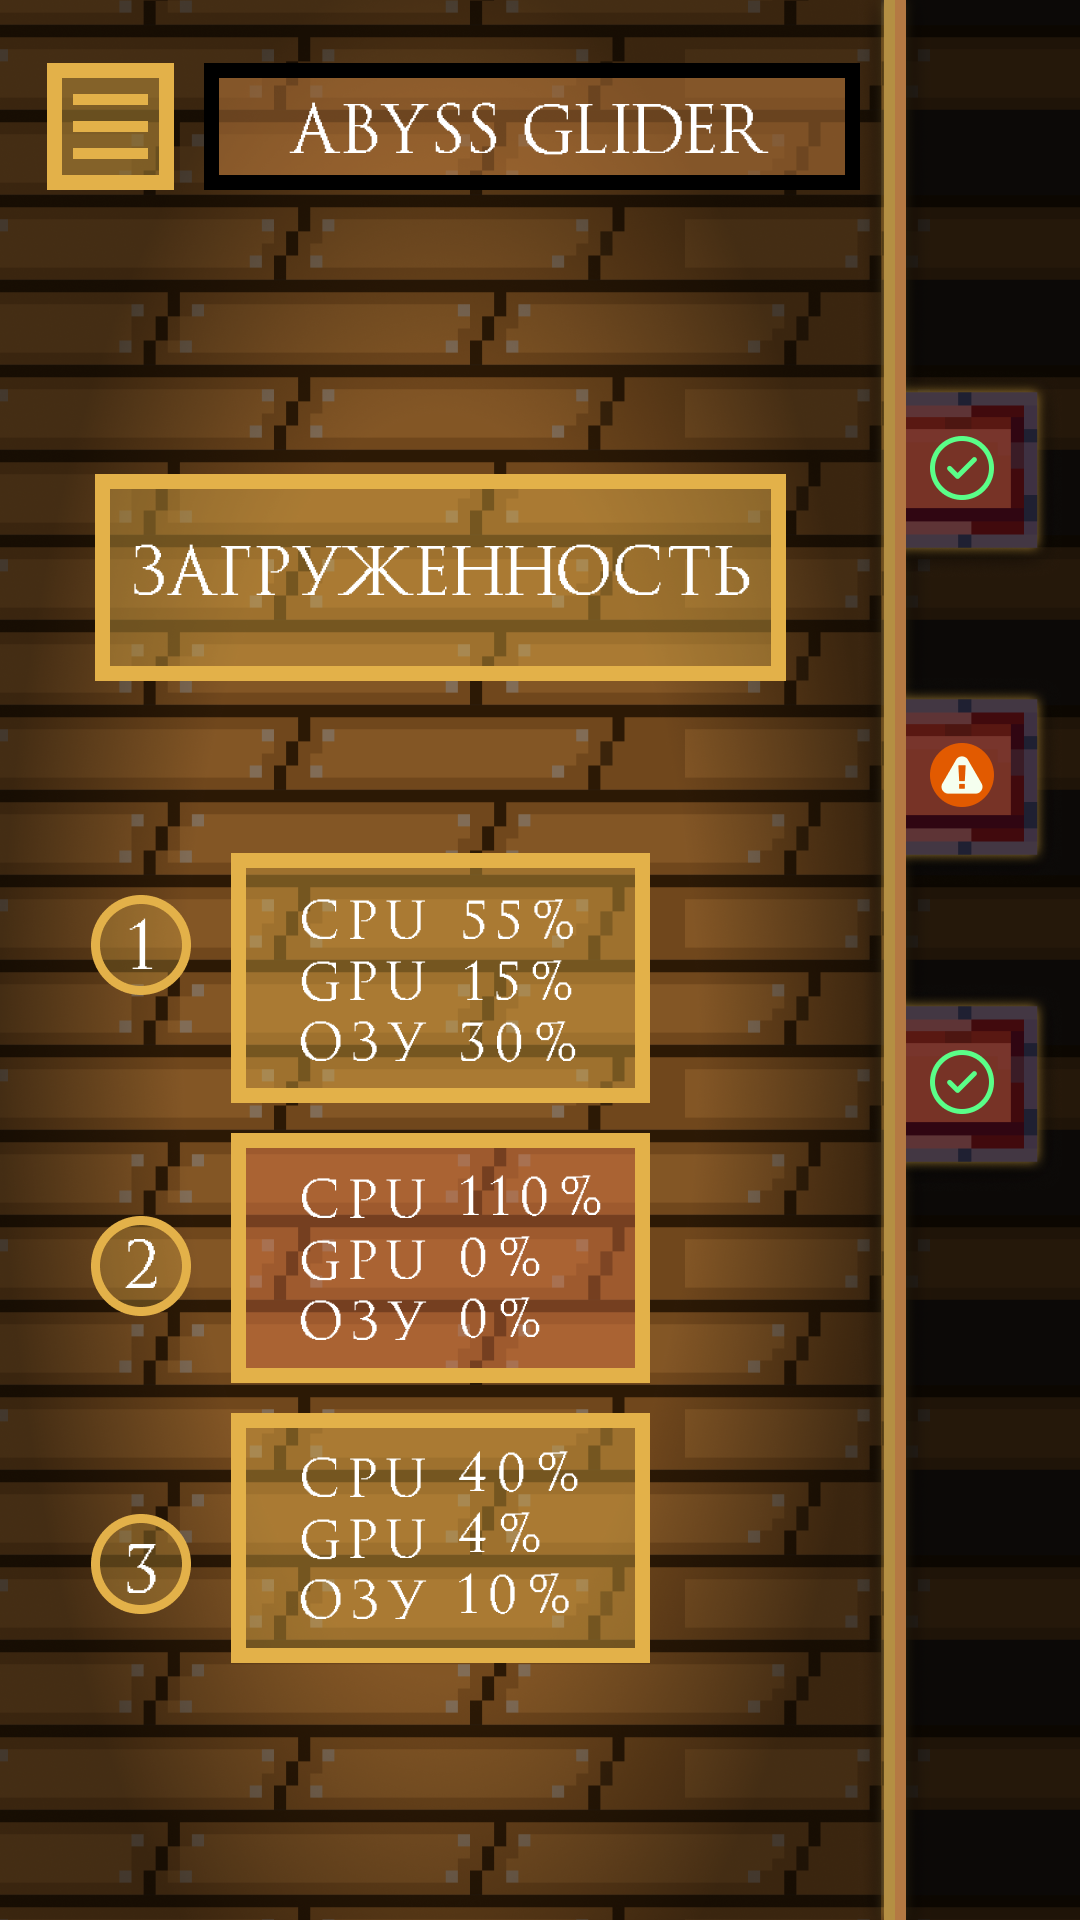 ABYSS GLIDER
ЗАГРУЖЕННОСТЬ
1
CPU 55%
GPU 15%
ОЗУ 30%
2
CPU 110%
GPU 0%
ОЗУ 0%
3
CPU 40%
GPU 4%
ОЗУ 10%